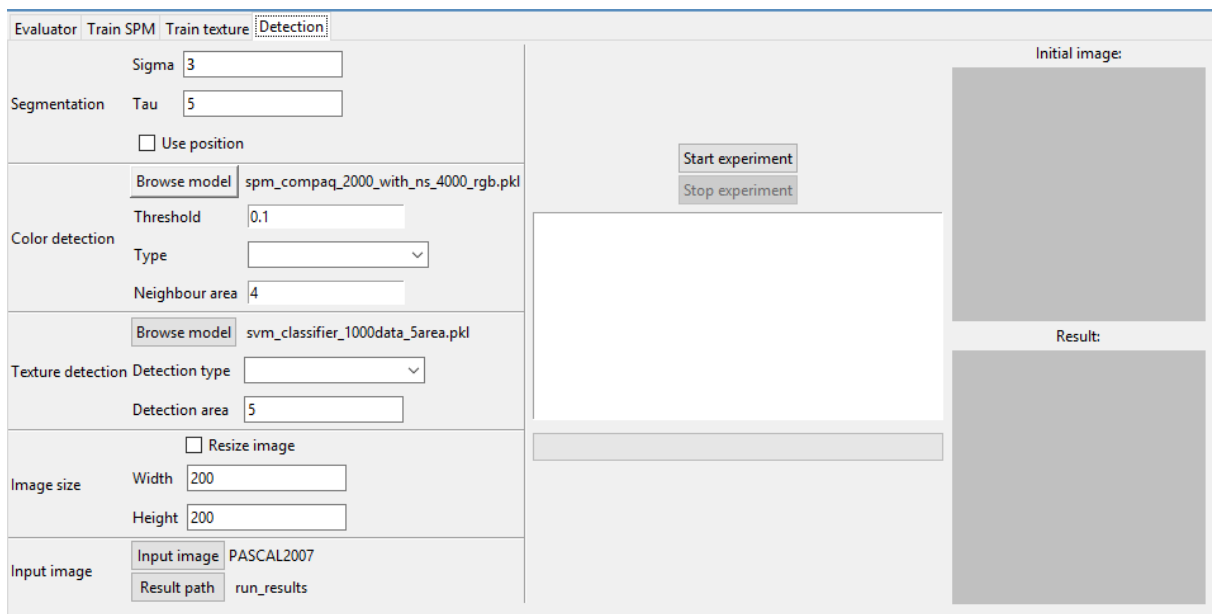 Evaluator Train SPM Train texture Detection
Sigma 3
Segmentation Tau 5
Use position
Browse model spm_compaq_2000_with_ns_4000_rgb.pkl
Threshold 0.1
Color detection
Type
Neighbour area 4
Browse model svm_classifier_1000data_5area.pkl
Texture detection Detection type
Detection area 5
Resize image
Width 200
Image size
Height 200
Input image PASCAL2007
Input image
Result path run_results
Start experiment
Stop experiment
Initial image:
Result: